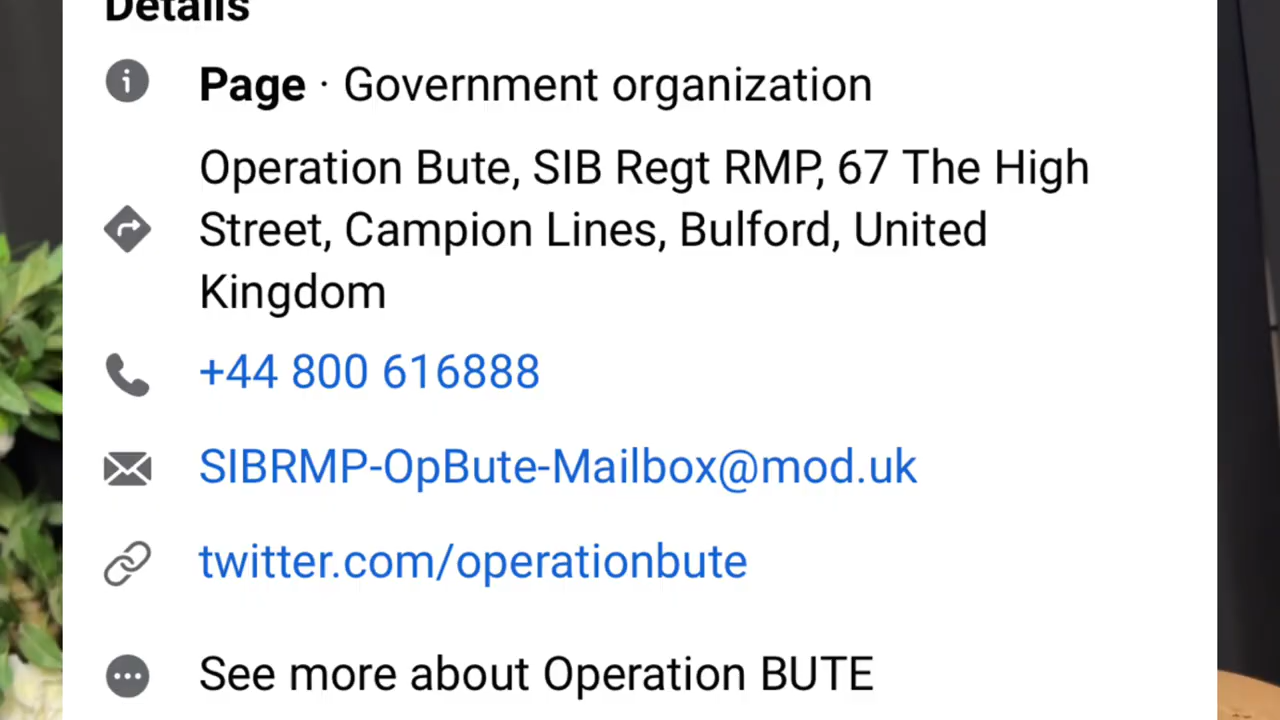 Details
Page · Government organization
Operation Bute, SIB Regt RMP, 67 The High
Street, Campion Lines, Bulford, United
Kingdom
+44 800 616888
SIBRMP-OpBute-Mailbox@mod.uk
twitter.com/operationbute
See more about Operation BUTE